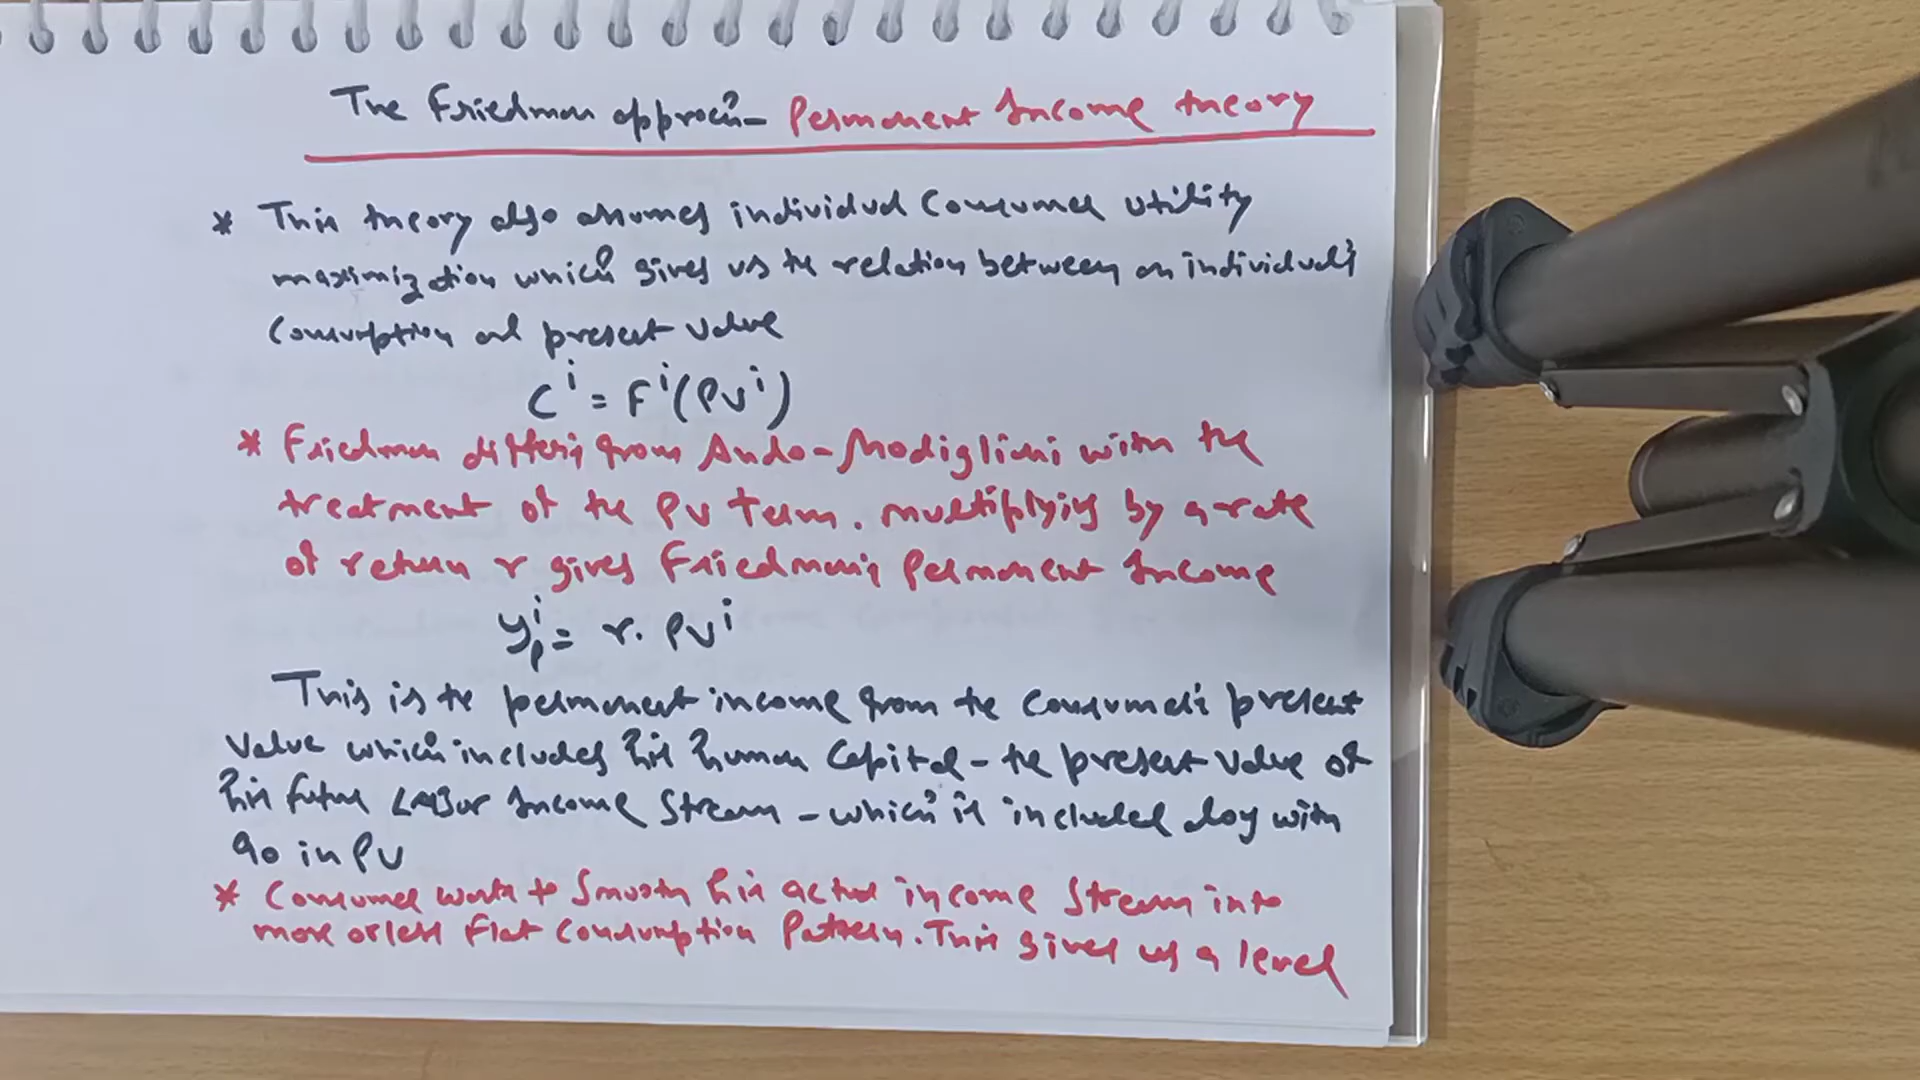 The Friedman approach - Permanent Income theory
* This theory also assumes individual consumer utility
maximization which gives us the relation between an individual's
consumption and present value
C^i = F^i(PV^i)
* Friedman differs from Ando-Modigliani with the
treatment of the PV term. multiplying by a rate
of return r gives Friedman's Permanent Income
y^i_p = r. PV^i
This is the permanent income from the consumer's present
value which includes his human capital - the present value of
his future Labor Income Stream - which is included along with
a0 in PV
* Consumer wants to Smooth his actual income Stream into
more or less flat Consumption Pattern. This gives us a level